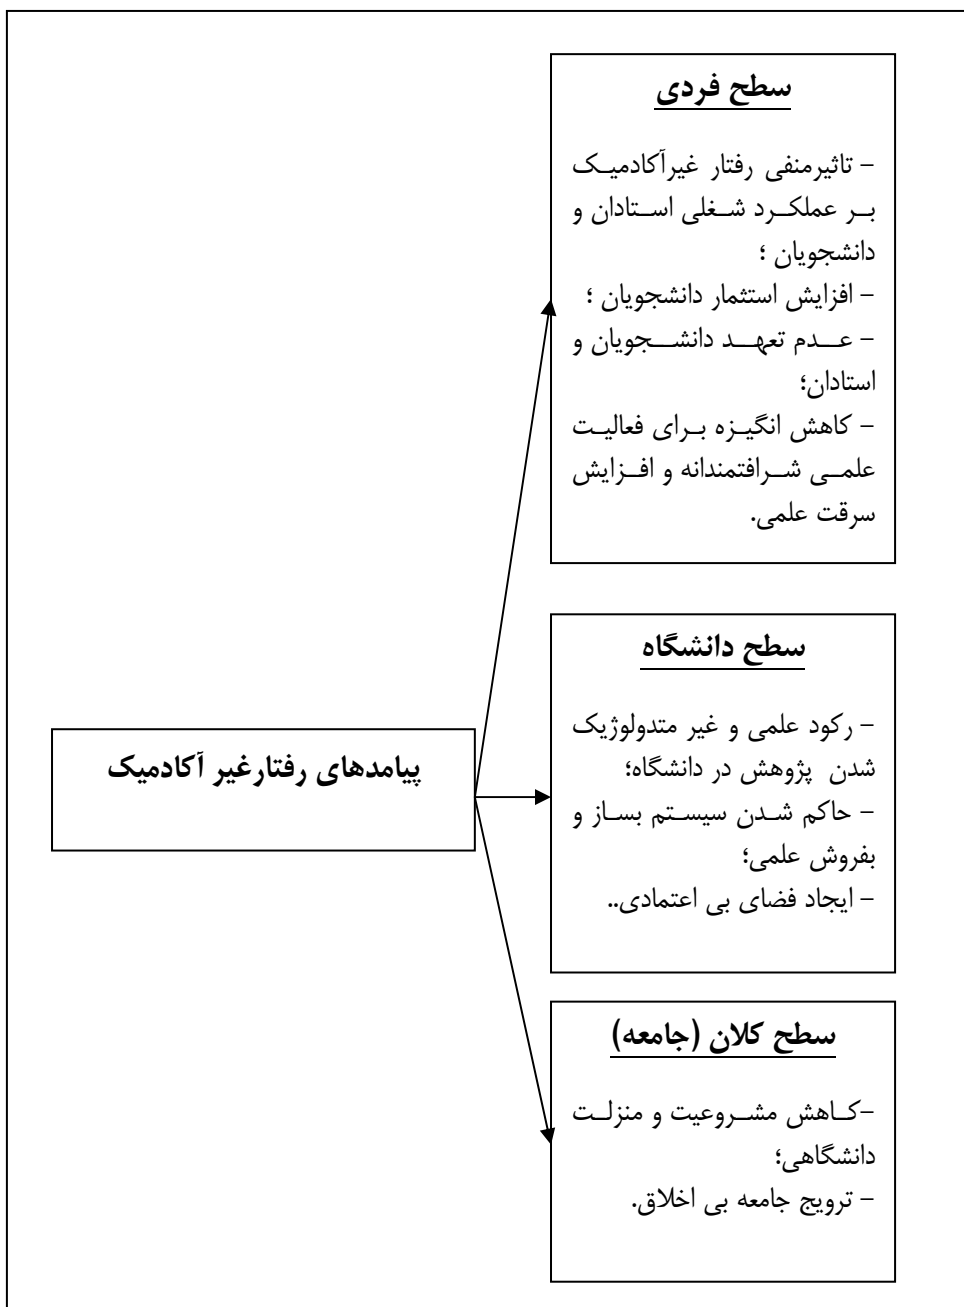 سطح فردی
- تاثیرمنفی رفتار غیرآکادمیک
بر عملکرد شغلی استادان و
دانشجویان ؛
- افزایش استثمار دانشجویان ؛
- عدم تعهد دانشجویان و
استادان؛
- کاهش انگیزه برای فعالیت
علمی شرافتمندانه و افزایش
سرقت علمی.
سطح دانشگاه
- رکود علمی و غیر متدولوژیک
شدن پژوهش در دانشگاه؛
- حاکم شدن سیستم بساز و
بفروش علمی؛
- ایجاد فضای بی اعتمادی..
پیامدهای رفتارغیر آکادمیک
سطح کلان (جامعه)
-کاهش مشروعیت و منزلت
دانشگاهی؛
- ترویج جامعه بی اخلاق.